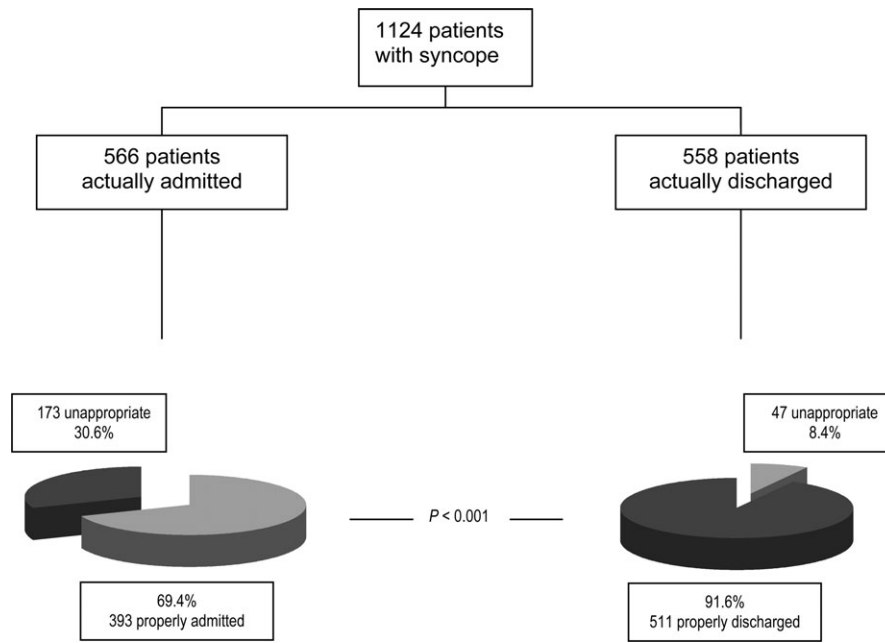 1124 patients
with syncope
566 patients
actually admitted
558 patients
actually discharged
173 unappropriate
30.6%
47 unappropriate
8.4%
P < 0.001
69.4%
393 properly admitted
91.6%
511 properly discharged